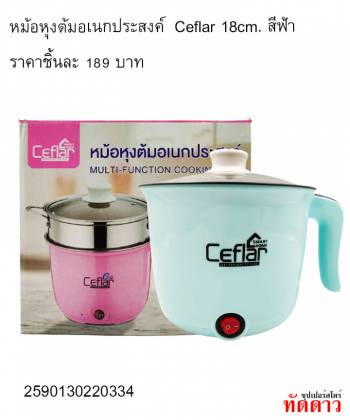 หม้อหุงต้มอเนกประสงค์ Ceflar 18cm. สีฟ้า
ราคาชิ้นละ 189 บาท
Ceflar
หม้อหุงต้มอเนกประสงค์
MULTI-FUNCTION COOKIN
SMART HOME
Ceflar
2590130220334
ซุปเปอร์สโตร์
ทัดดาว